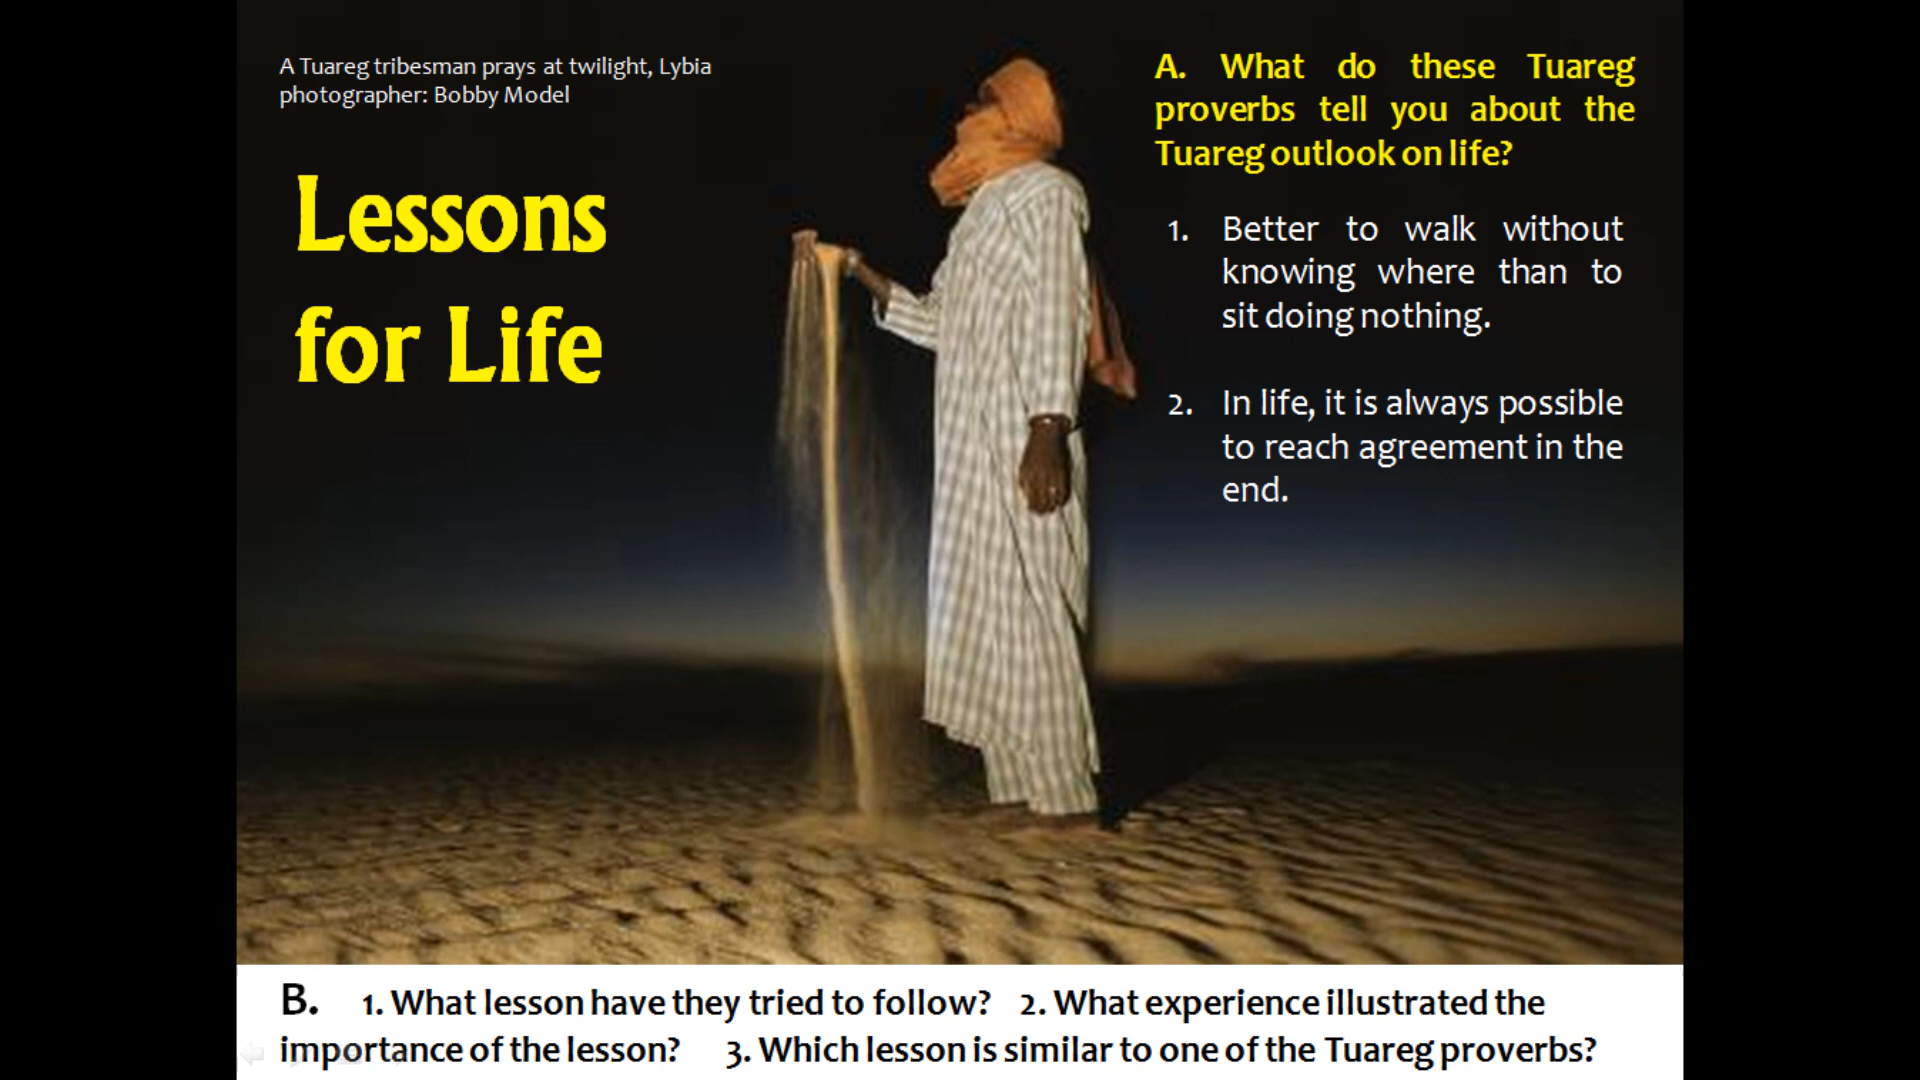 A Tuareg tribesman prays at twilight, Lybia
photographer: Bobby Model
Lessons
for Life
A. What do these Tuareg
proverbs tell you about the
Tuareg outlook on life?
1. Better to walk without
knowing where than to
sit doing nothing.
2. In life, it is always possible
to reach agreement in the
end.
B. 1. What lesson have they tried to follow? 2. What experience illustrated the
importance of the lesson? 3. Which lesson is similar to one of the Tuareg proverbs?